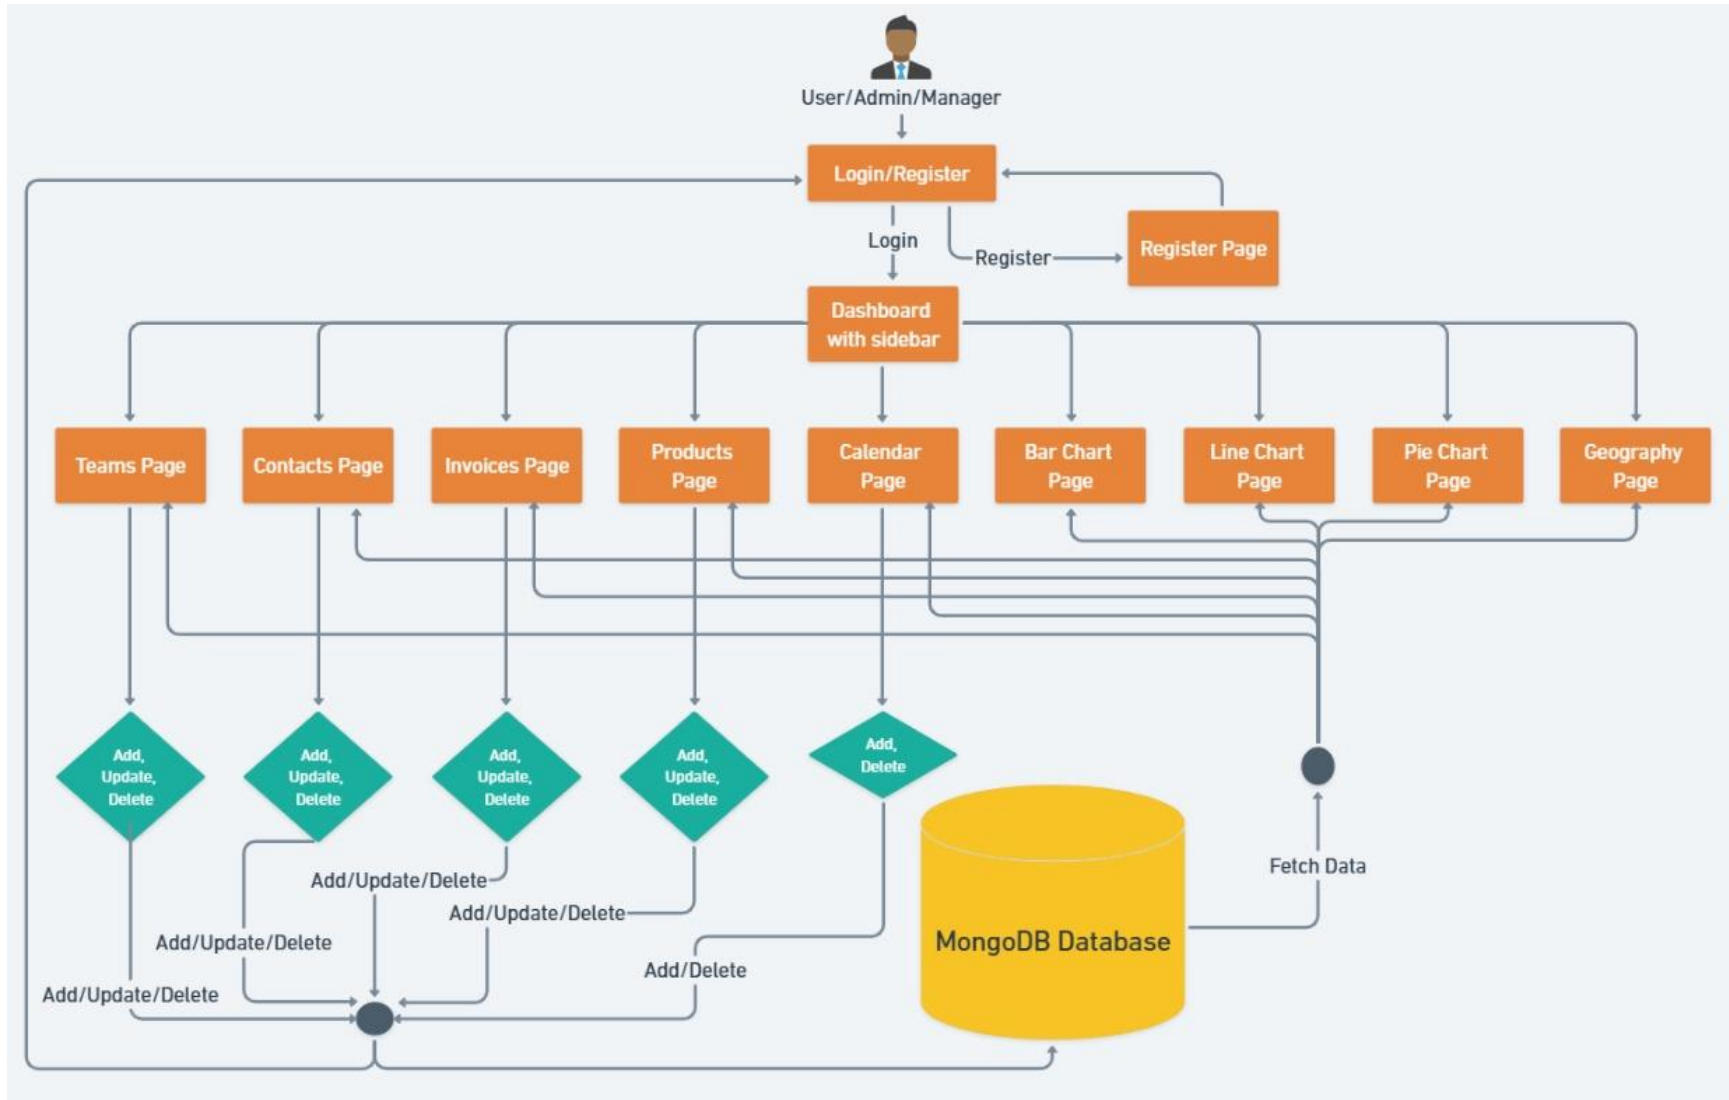 User/Admin/Manager
Login/Register
Login
Register
Register Page
Dashboard
with sidebar
Teams Page
Contacts Page
Invoices Page
Products
Page
Calendar
Page
Bar Chart
Page
Line Chart
Page
Pie Chart
Page
Geography
Page
Add,
Update,
Delete
Add,
Update,
Delete
Add,
Update,
Delete
Add,
Update,
Delete
Add,
Delete
Fetch Data
Add/Update/Delete
Add/Update/Delete
Add/Update/Delete
MongoDB Database
Add/Delete
Add/Update/Delete